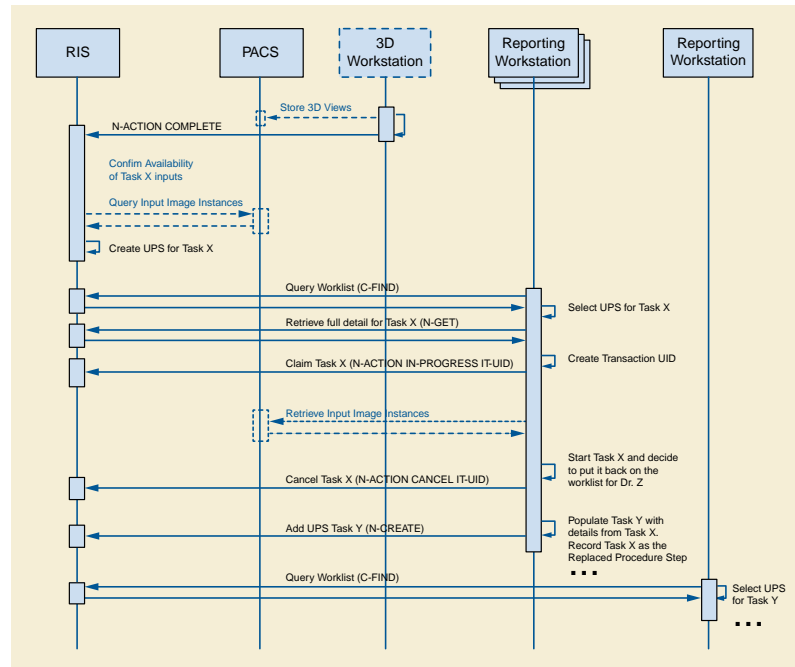 RIS
PACS
3D
Workstation
Reporting
Workstation
Reporting
Workstation
Store 3D Views
N-ACTION COMPLETE
Confim Availability
of Task X inputs
Query Input Image Instances
Create UPS for Task X
Query Worklist (C-FIND)
Select UPS for Task X
Retrieve full detail for Task X (N-GET)
Create Transaction UID
Claim Task X (N-ACTION IN-PROGRESS IT-UID)
Retrieve Input Image Instances
Start Task X and decide
to put it back on the
worklist for Dr. Z
Cancel Task X (N-ACTION CANCEL IT-UID)
Populate Task Y with
details from Task X.
Record Task X as the
Replaced Procedure Step
Add UPS Task Y (N-CREATE)
...
Query Worklist (C-FIND)
Select UPS
for Task Y
...